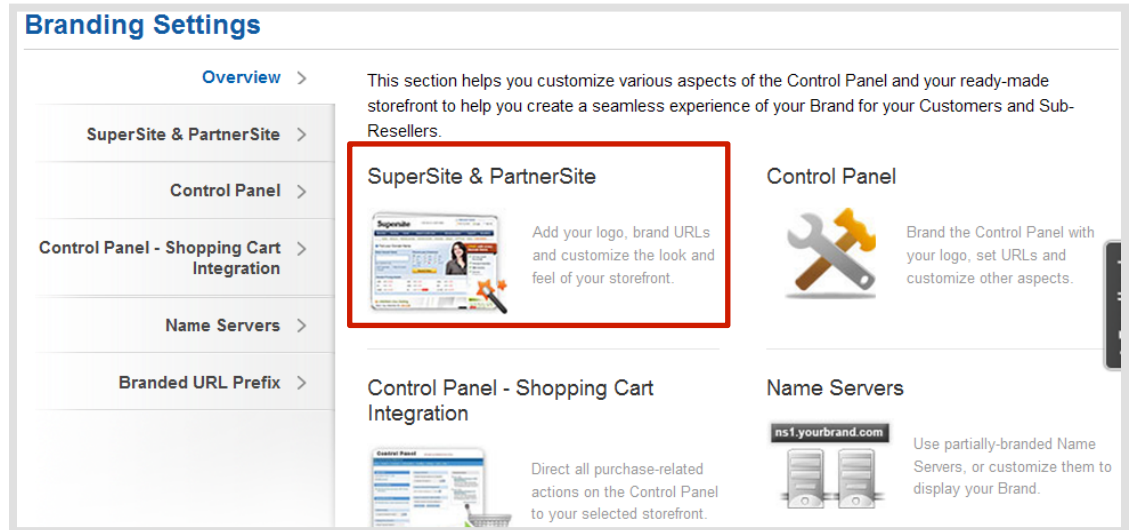 Branding Settings
Overview
SuperSite & PartnerSite
Control Panel
Control Panel - Shopping Cart
Integration
Name Servers
Branded URL Prefix
This section helps you customize various aspects of the Control Panel and your ready-made
storefront to help you create a seamless experience of your Brand for your Customers and Sub-
Resellers.
SuperSite & PartnerSite
Supersite
Add your logo, brand URLs
and customize the look and
feel of your storefront.
Control Panel
Brand the Control Panel with
your logo, set URLs and
customize other aspects.
Control Panel - Shopping Cart
Integration
Control Panel
Direct all purchase-related
actions on the Control Panel
to your selected storefront.
Name Servers
ns1.yourbrand.com
Use partially-branded Name
Servers, or customize them to
display your Brand.